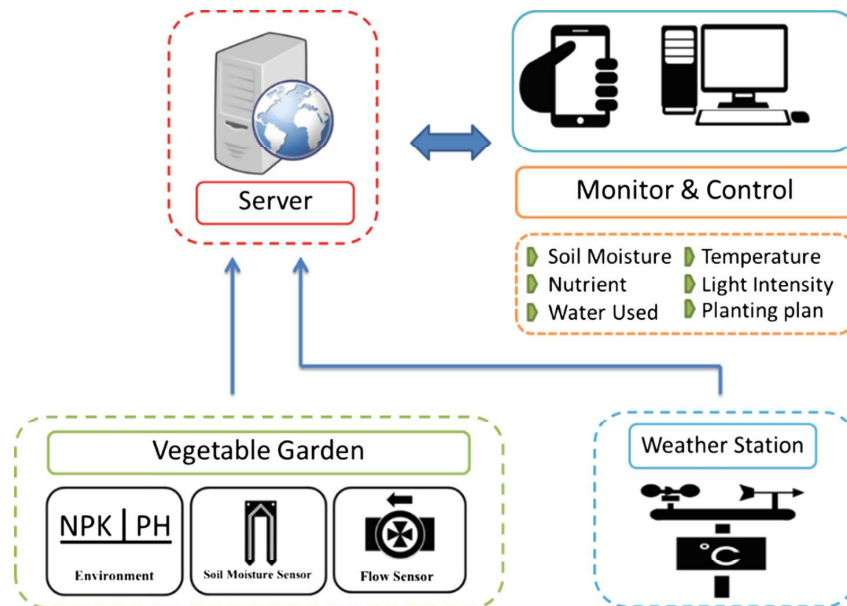 Server
Monitor & Control
Soil Moisture
Temperature
Nutrient
Light Intensity
Water Used
Planting plan
Vegetable Garden
NPK PH
Environment
Soil Moisture Sensor
Flow Sensor
Weather Station
°C